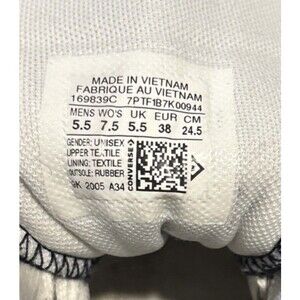 MADE IN VIETNAM
FABRIQUE AU VIETNAM
169839C 7PTF1B7K00944
MENS WO'S UK EUR CM
5.5 7.5 5.5 38 24.5
GENDER: UNISEX
UPPER: TEXTILE
LINING: TEXTILE
OUTSOLE: RUBBER
2005 A34
CONVERSE